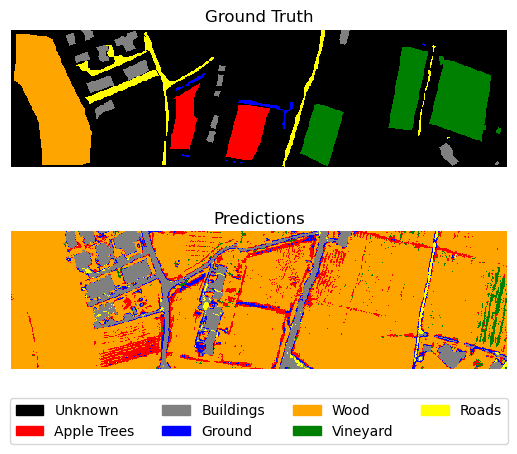 Ground Truth
Predictions
Unknown Buildings Wood Roads
Apple Trees Ground Vineyard